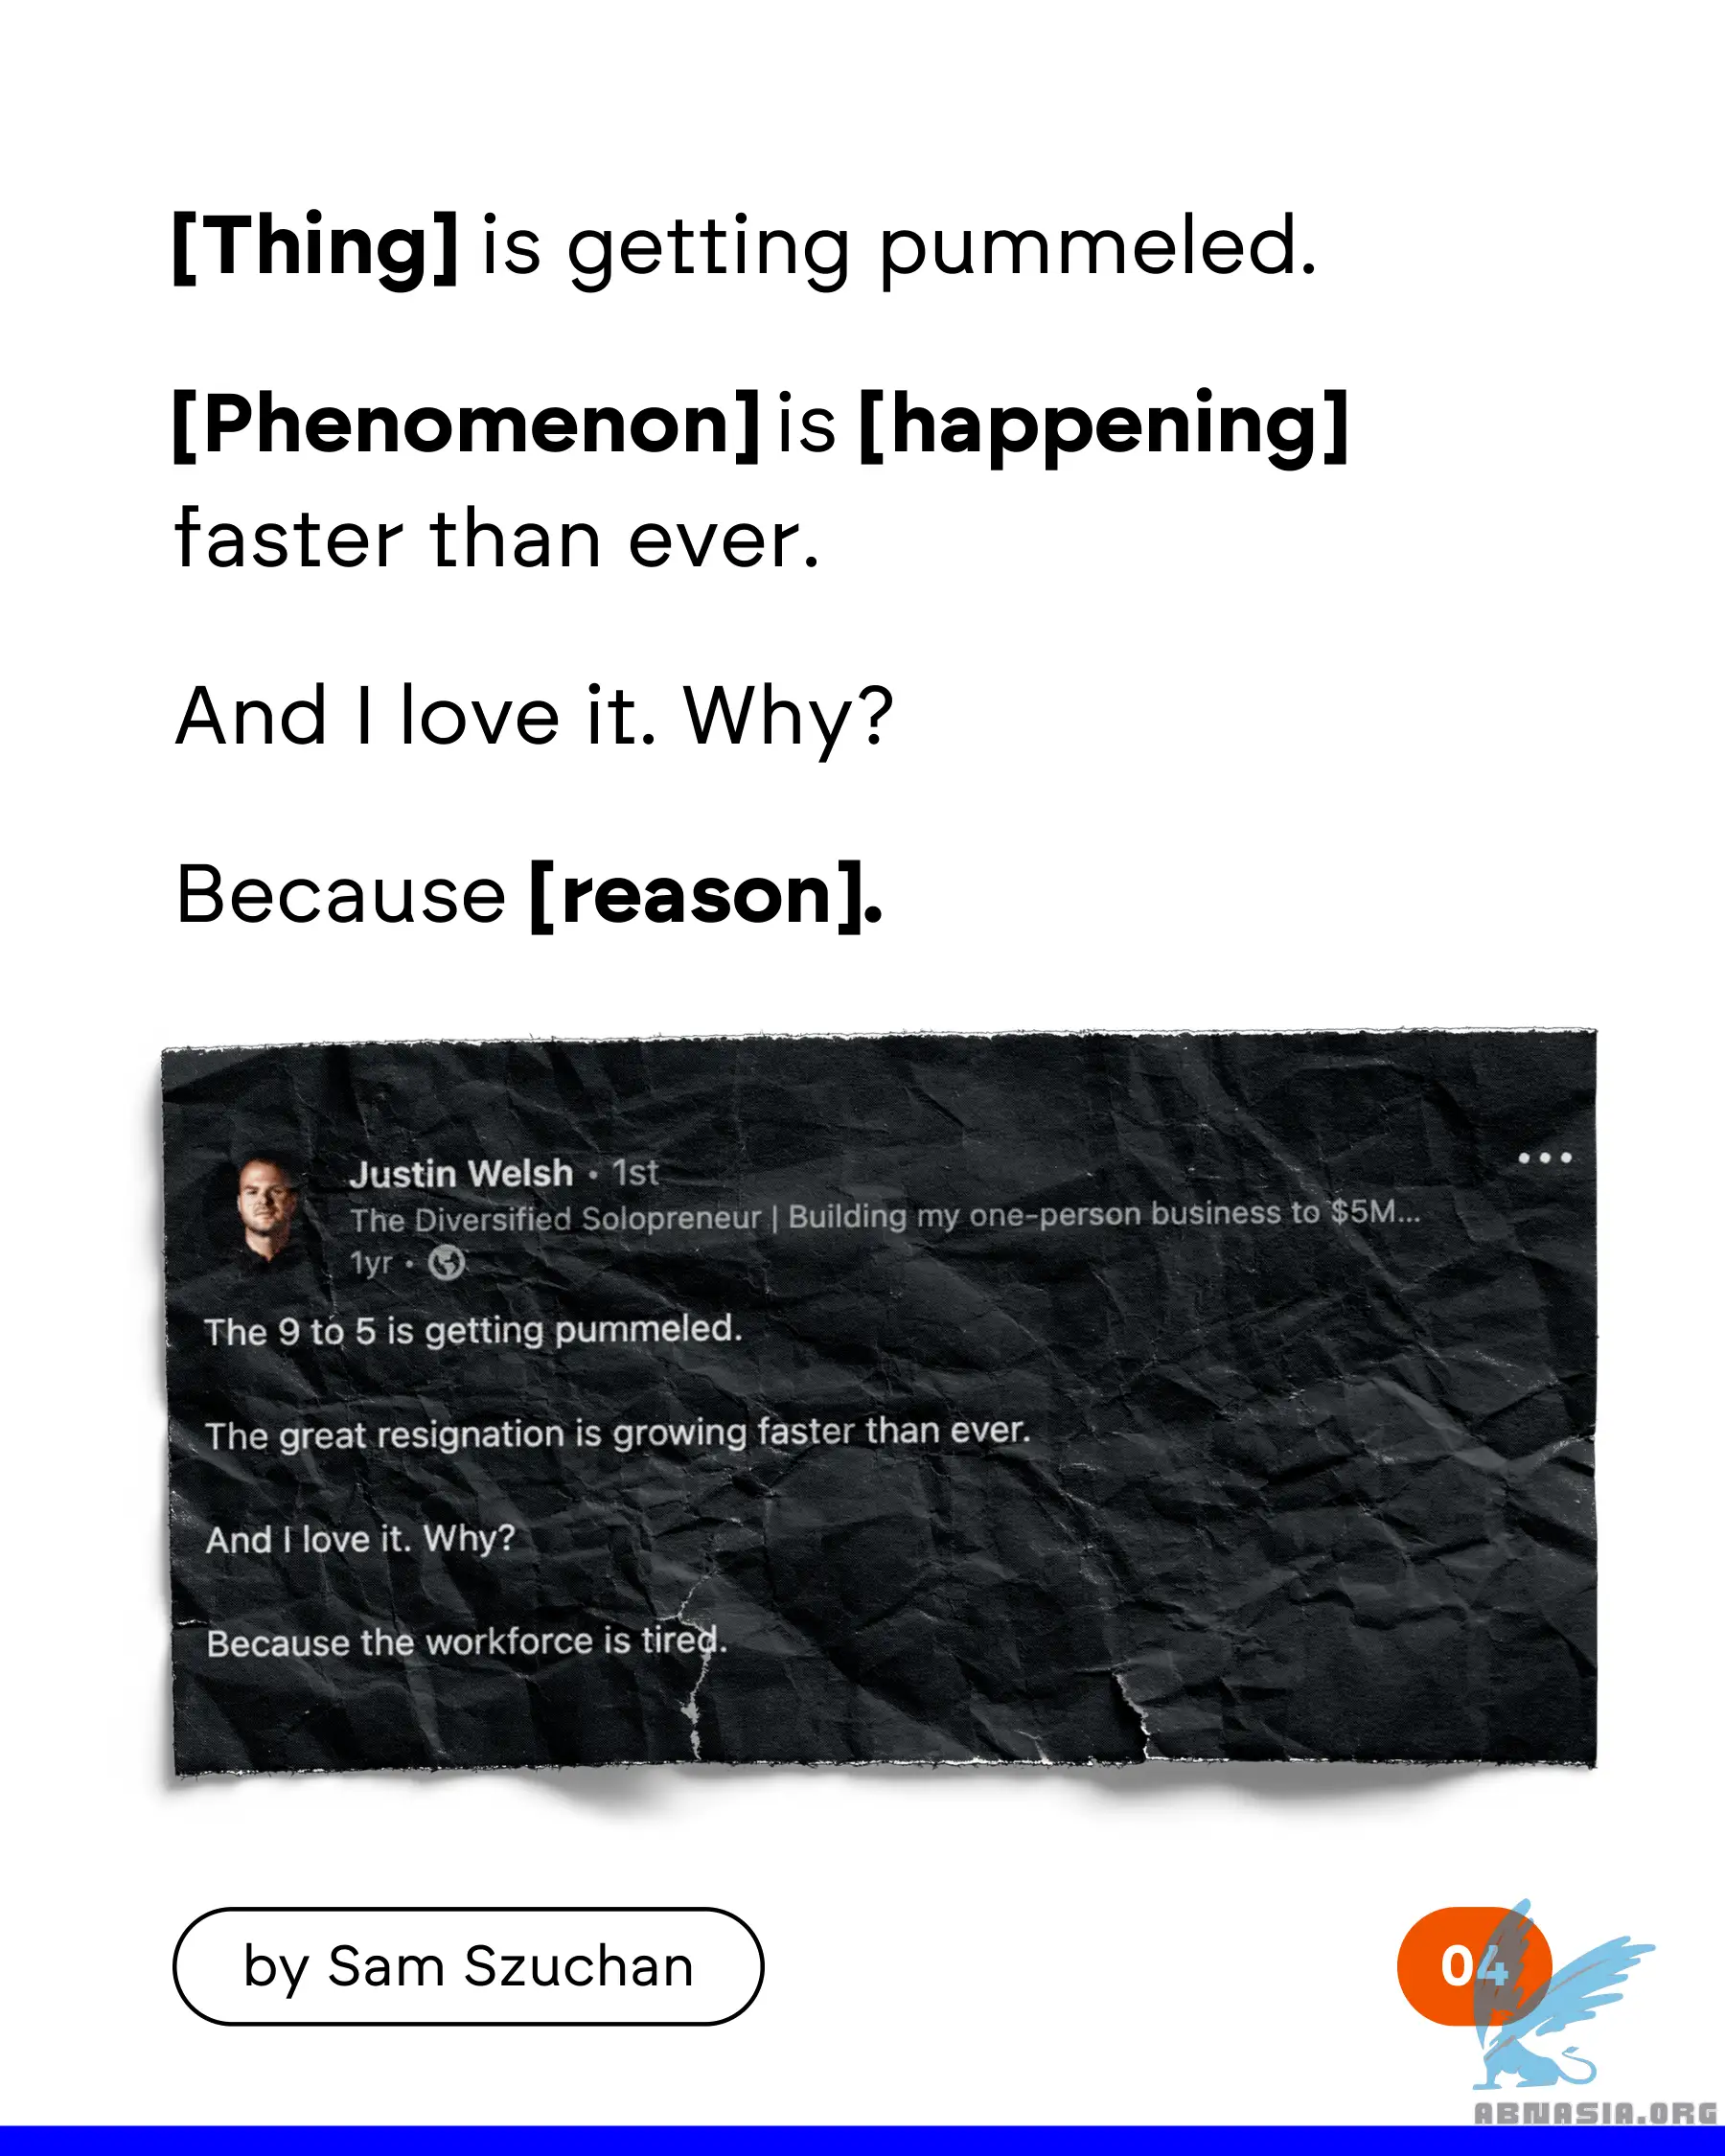 [Thing] is getting pummeled.
[Phenomenon] is [happening]
faster than ever.
And I love it. Why?
Because [reason].
Justin Welsh • 1st
The Diversified Solopreneur | Building my one-person business to $5M...
1yr •
The 9 to 5 is getting pummeled.
The great resignation is growing faster than ever.
And I love it. Why?
Because the workforce is tired.
by Sam Szuchan
04
ABNASIA.ORG